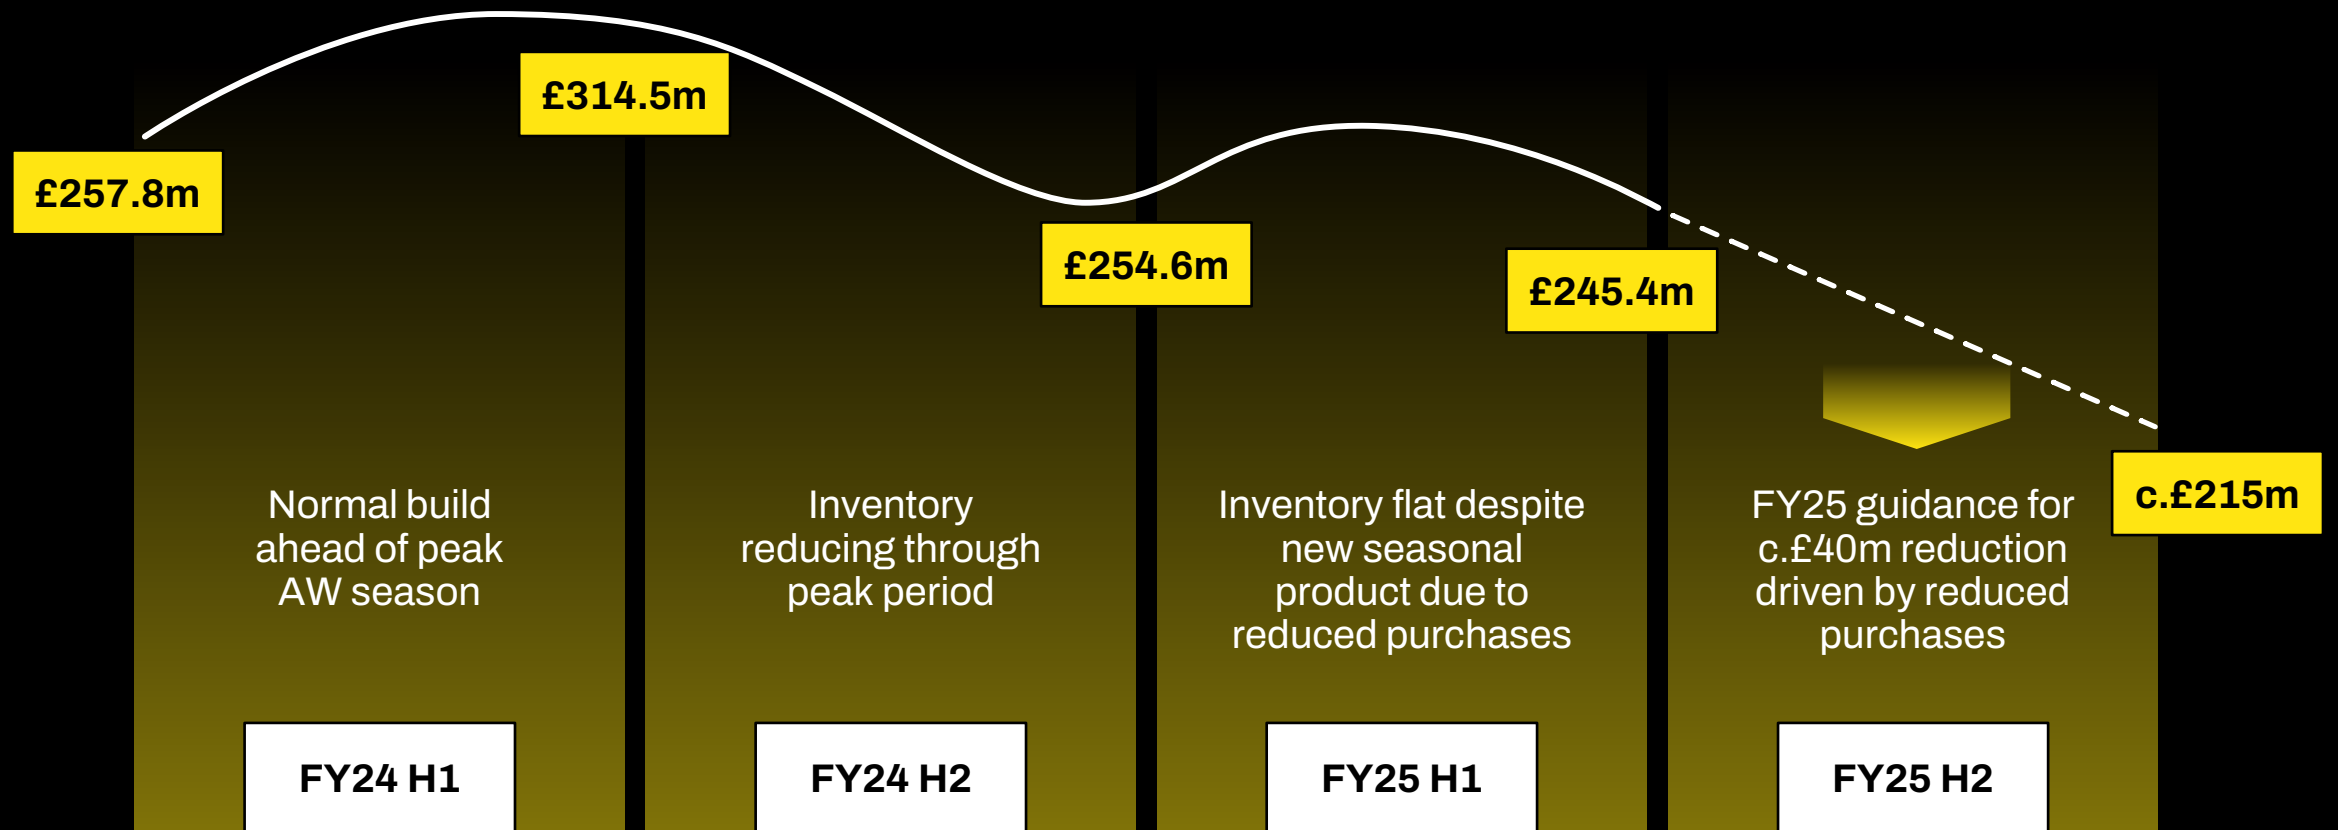 £257.8m
£314.5m
£254.6m
£245.4m
c.£215m
Normal build
ahead of peak
AW season
Inventory
reducing through
peak period
Inventory flat despite
new seasonal
product due to
reduced purchases
FY25 guidance for
c.£40m reduction
driven by reduced
purchases
FY24 H1
FY24 H2
FY25 H1
FY25 H2